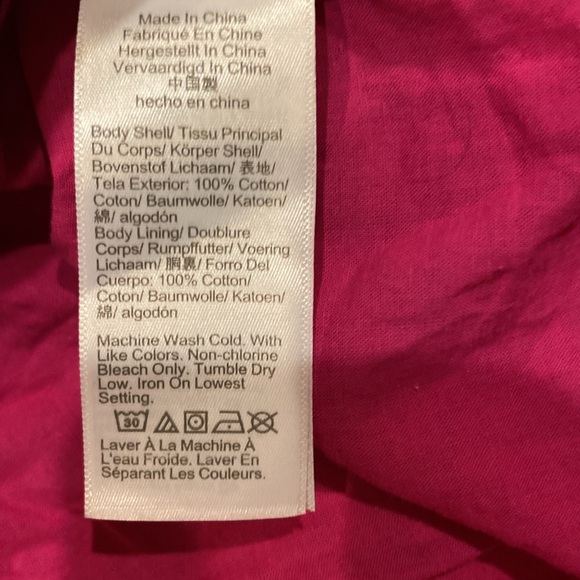 Made In China
Fabriqué En Chine
Hergestellt In China
Vervaardigd In China
中国製
hecho en china
Body Shell/ Tissu Principal
Du Corps/ Körper Shell/
Bovenstof Lichaam/ 表地/
Tela Exterior: 100% Cotton/
Coton/ Baumwolle/ Katoen/
綿/ algodón
Body Lining/ Doublure
Corps/ Rumpffutter/ Voering
Lichaam/ 胴裏/ Forro Del
Cuerpo: 100% Cotton/
Coton/ Baumwolle/ Katoen/
綿/ algodón
Machine Wash Cold. With
Like Colors. Non-chlorine
Bleach Only. Tumble Dry
Low. Iron On Lowest
Setting.
30
Laver À La Machine À
L'eau Froide. Laver En
Séparant Les Couleurs.